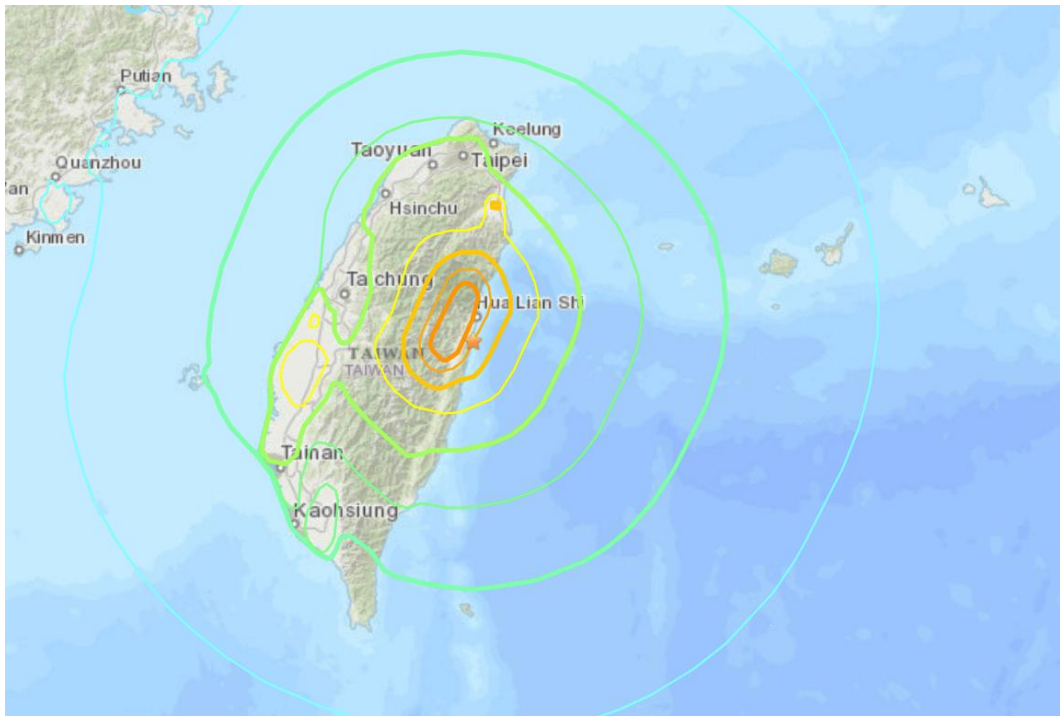 Putian
Keelung
Taoyuan
Taipei
Quanzhou
Hsinchu
Kinmen
Taichung
Hua Lian Shi
TAIWAN
TAIWAN
Tainan
Kaohsiung